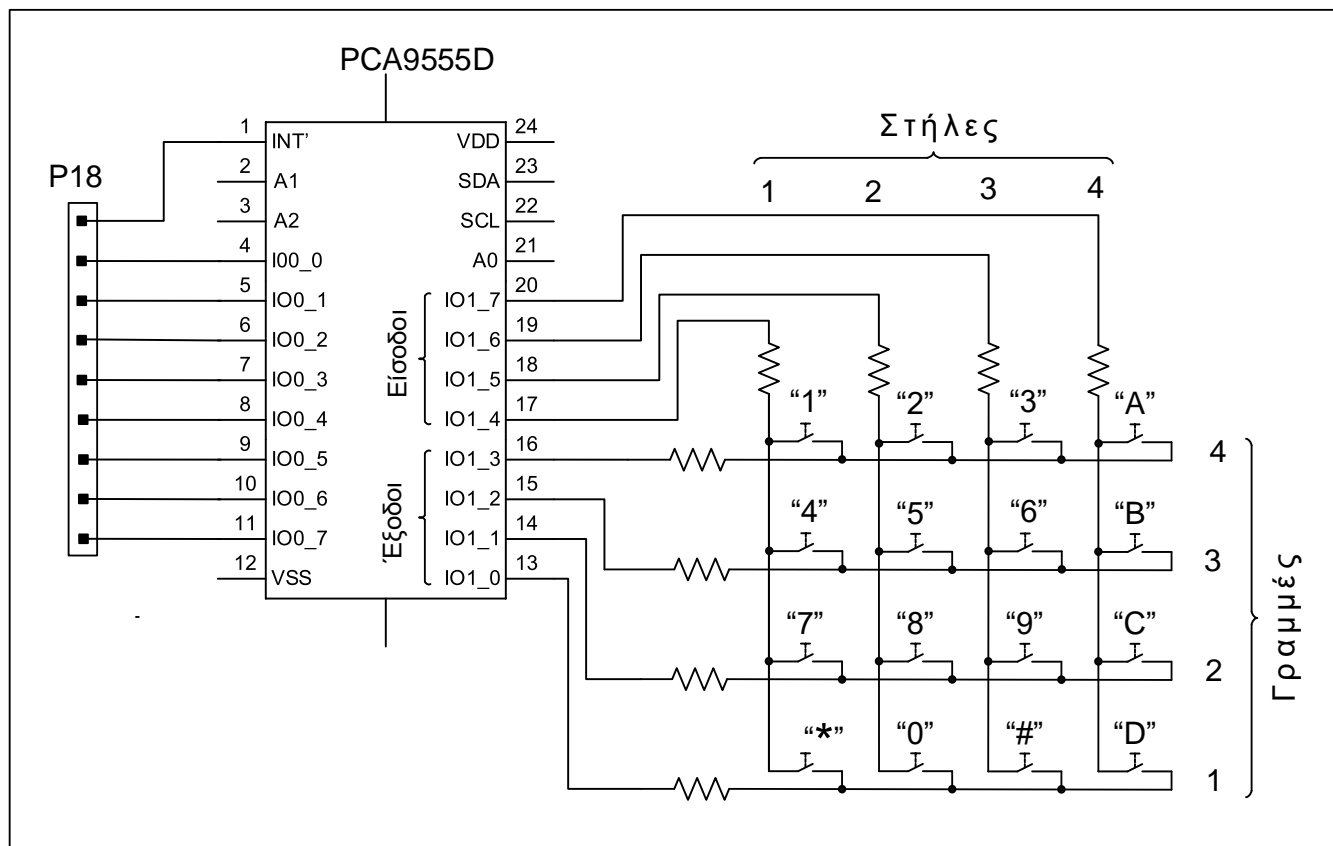 PCA9555D
Στήλες
1 2 3 4
P18
1 INT’ VDD 24
2 A1 SDA 23
3 A2 SCL 22
4 I00_0 A0 21
5 IO0_1 IO1_7 20
6 IO0_2 IO1_6 19
7 IO0_3 IO1_5 18
8 IO0_4 IO1_4 17
9 IO0_5 IO1_3 16
10 IO0_6 IO1_2 15
11 IO0_7 IO1_1 14
12 VSS IO1_0 13
Είσοδοι
Έξοδοι
“1” “2” “3” “A”
4
“4” “5” “6” “B”
3
“7” “8” “9” “C”
2
“*” “0” “#” “D”
1
Γραμμές